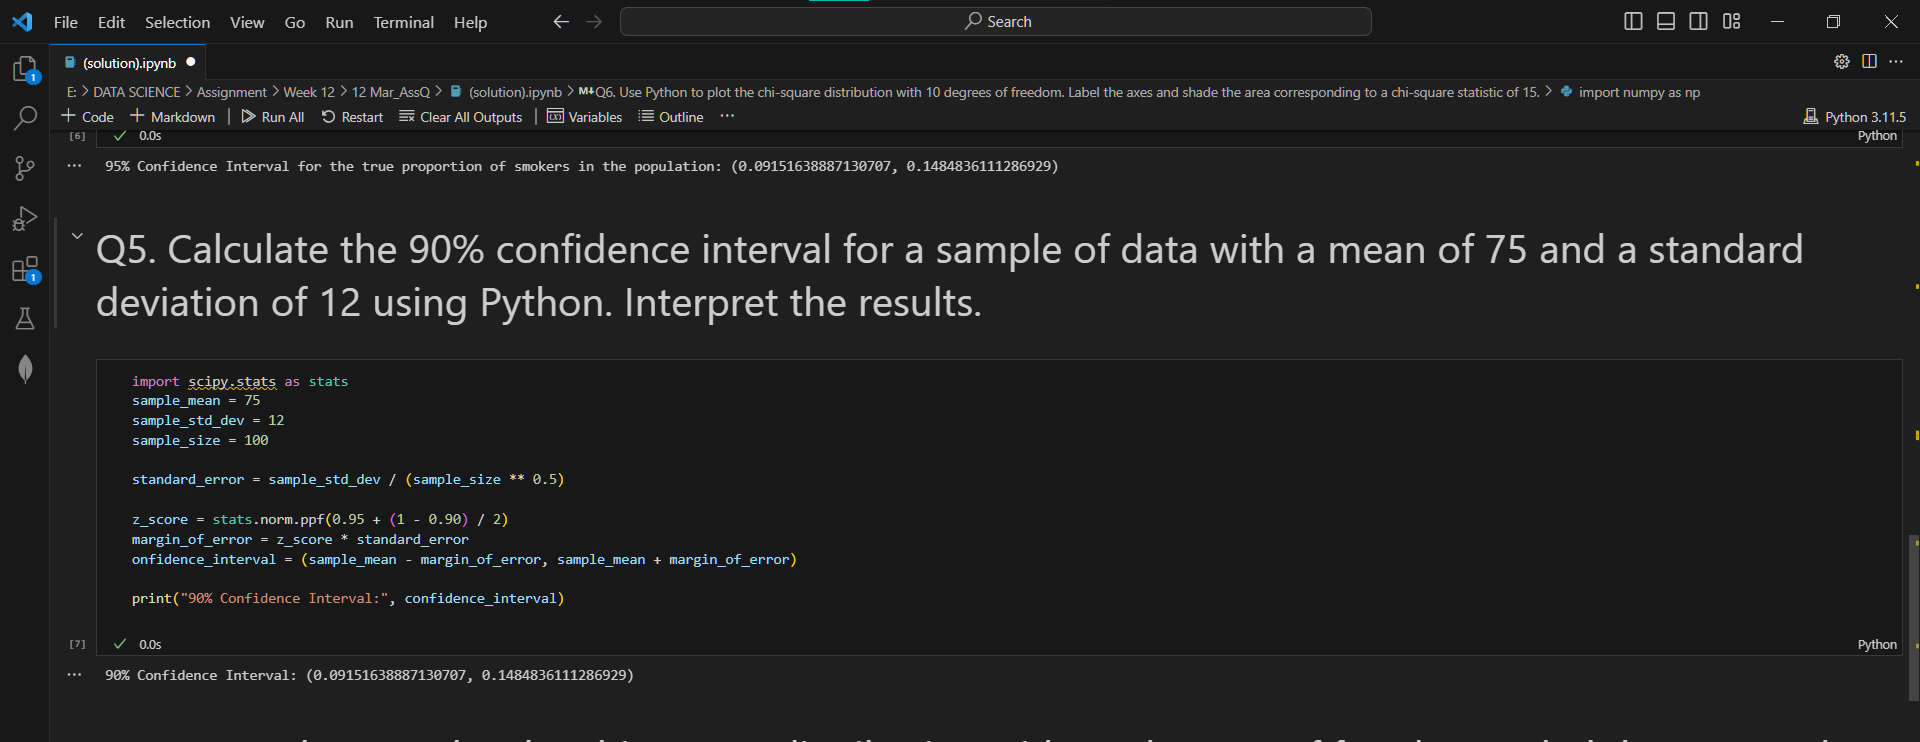 File Edit Selection View Go Run Terminal Help
Search
(solution).ipynb
E: > DATA SCIENCE > Assignment > Week 12 > 12 Mar_AssQ > (solution).ipynb > M↓Q6. Use Python to plot the chi-square distribution with 10 degrees of freedom. Label the axes and shade the area corresponding to a chi-square statistic of 15. > import numpy as np
+ Code + Markdown | Run All Restart Clear All Outputs | Variables Outline ...
Python 3.11.5
[6] 0.0s
Python
... 95% Confidence Interval for the true proportion of smokers in the population: (0.09151638887130707, 0.1484836111286929)
Q5. Calculate the 90% confidence interval for a sample of data with a mean of 75 and a standard
deviation of 12 using Python. Interpret the results.
import scipy.stats as stats
sample_mean = 75
sample_std_dev = 12
sample_size = 100
standard_error = sample_std_dev / (sample_size ** 0.5)
z_score = stats.norm.ppf(0.95 + (1 - 0.90) / 2)
margin_of_error = z_score * standard_error
onfidence_interval = (sample_mean - margin_of_error, sample_mean + margin_of_error)
print("90% Confidence Interval:", confidence_interval)
[7] 0.0s
Python
... 90% Confidence Interval: (0.09151638887130707, 0.1484836111286929)
1
1